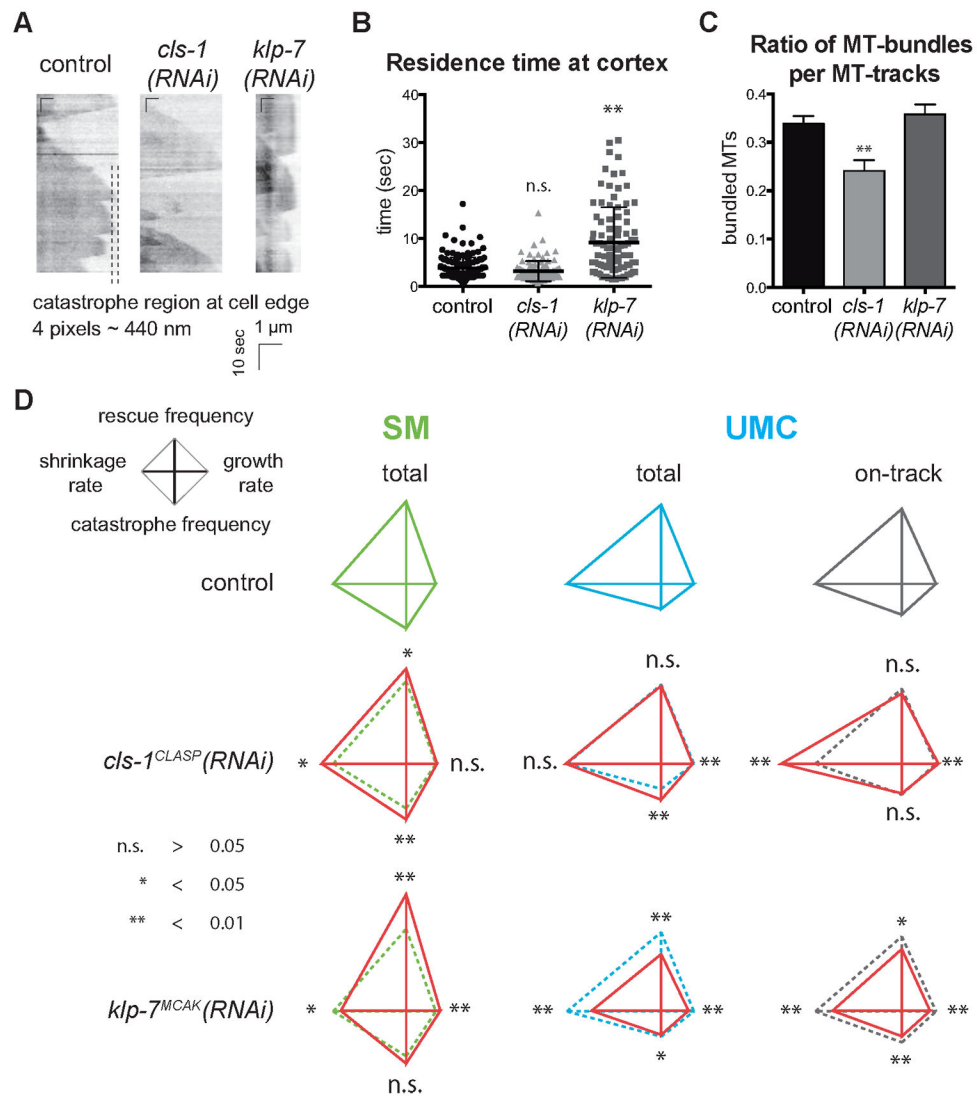 A
control
cls-1
(RNAi)
klp-7
(RNAi)
catastrophe region at cell edge
4 pixels ~ 440 nm
1 µm
10 sec
B
Residence time at cortex
**
n.s.
time (sec)
40
30
20
10
0
control
cls-1
(RNAi)
klp-7
(RNAi)
C
Ratio of MT-bundles
per MT-tracks
**
bundled MTs
0.4
0.3
0.2
0.1
0.0
control
cls-1
(RNAi)
klp-7
(RNAi)
D
rescue frequency
shrinkage
rate
growth
rate
catastrophe frequency
SM
UMC
total
total
on-track
control
cls-1CLASP(RNAi)
*
*
n.s.
**
n.s.
n.s.
**
**
n.s.
**
**
n.s.
n.s. > 0.05
* < 0.05
** < 0.01
klp-7MCAK(RNAi)
**
*
**
n.s.
**
**
**
*
*
**
**
**